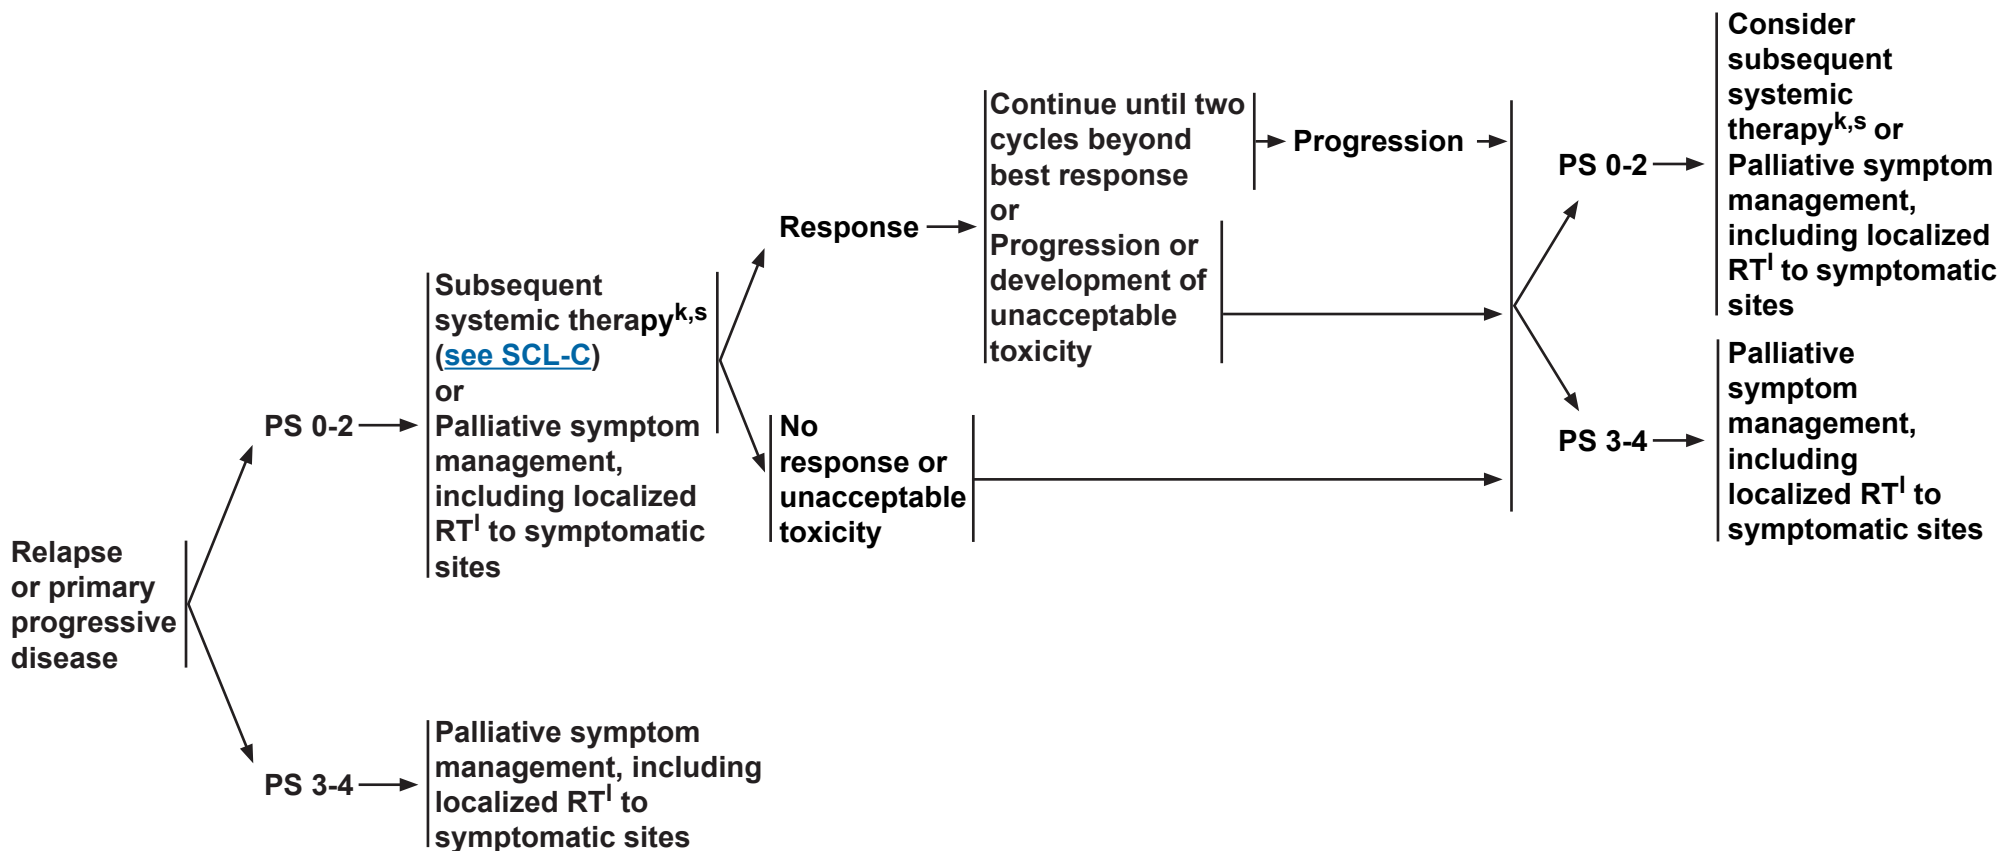 Relapse
or primary
progressive
disease
PS 0-2
Subsequent
systemic therapyk,s
(see SCL-C)
or
Palliative symptom
management,
including localized
RTl to symptomatic
sites
PS 3-4
Palliative symptom
management, including
localized RTl to
symptomatic sites
Response
Continue until two
cycles beyond
best response
or
Progression or
development of
unacceptable
toxicity
Progression
No
response or
unacceptable
toxicity
PS 0-2
Consider
subsequent
systemic
therapyk,s or
Palliative symptom
management,
including localized
RTl to symptomatic
sites
PS 3-4
Palliative
symptom
management,
including
localized RTl to
symptomatic sites